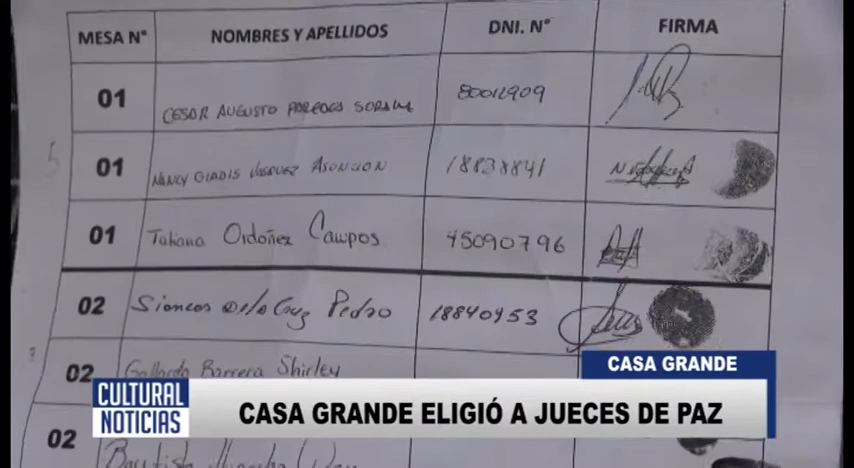 MESA N° NOMBRES Y APELLIDOS DNI. N° FIRMA
01 CESAR AUGUSTO PAREDES 80012909
01 NANCY GLADIS VASQUEZ ASUNCION 18838841
01 Tatiana Ordoñez Campos 45090796
02 Sioncos De la Cruz Pedro 18840953
02 Gallardo Barrera Shirley
CASA GRANDE
CULTURAL NOTICIAS
CASA GRANDE ELIGIÓ A JUECES DE PAZ
02 Bautista